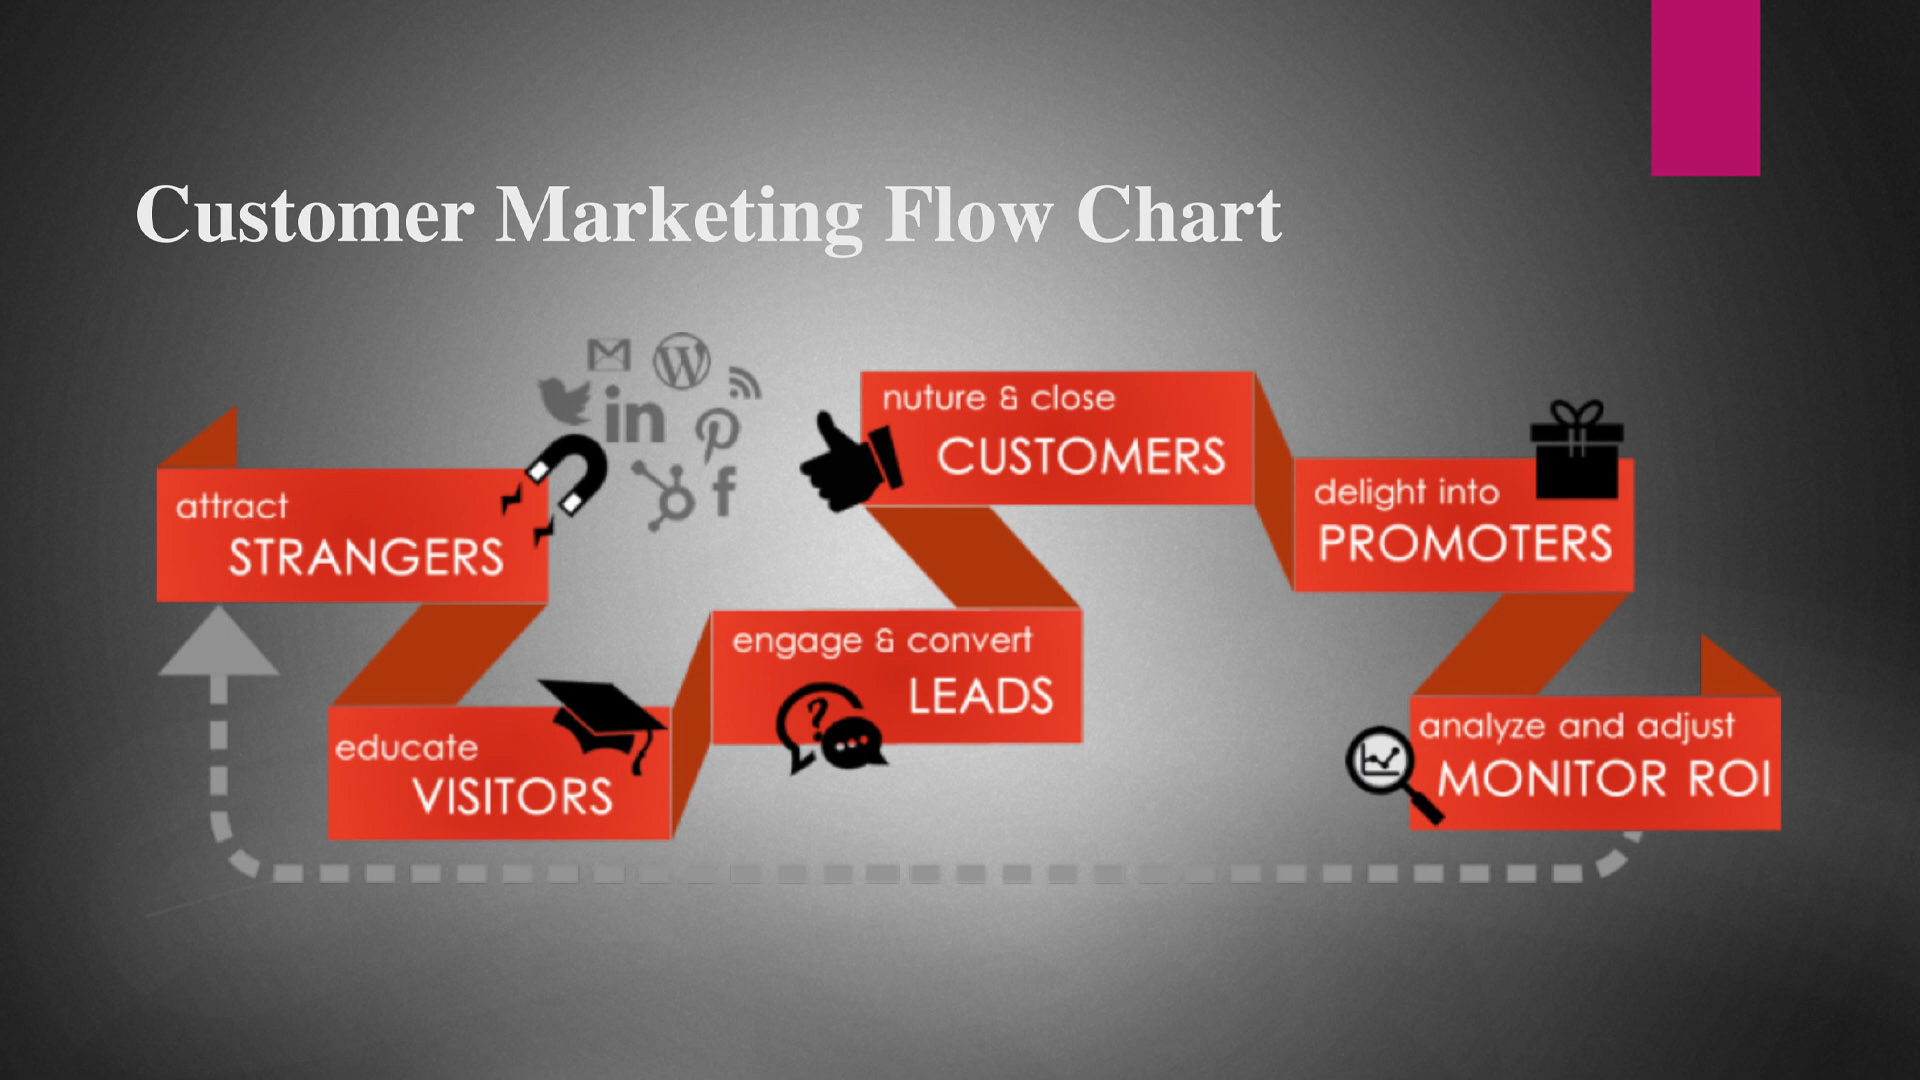 Customer Marketing Flow Chart
attract
STRANGERS
in
educate
VISITORS
engage & convert
LEADS
nuture & close
CUSTOMERS
delight into
PROMOTERS
analyze and adjust
MONITOR ROI